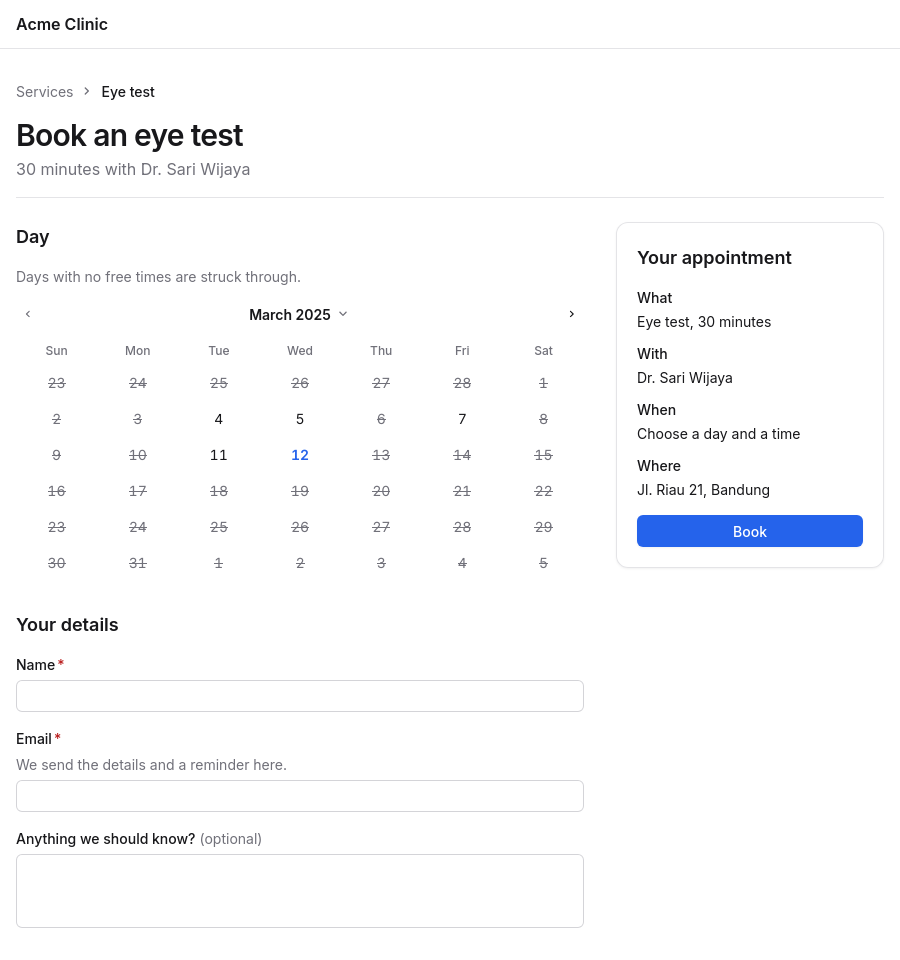 Acme Clinic
Services > Eye test
Book an eye test
30 minutes with Dr. Sari Wijaya
Day
Days with no free times are struck through.
March 2025
Sun Mon Tue Wed Thu Fri Sat
23 24 25 26 27 28 1
2 3 4 5 6 7 8
9 10 11 12 13 14 15
16 17 18 19 20 21 22
23 24 25 26 27 28 29
30 31 1 2 3 4 5
Your details
Name *
Email *
We send the details and a reminder here.
Anything we should know? (optional)
Your appointment
What
Eye test, 30 minutes
With
Dr. Sari Wijaya
When
Choose a day and a time
Where
Jl. Riau 21, Bandung
Book